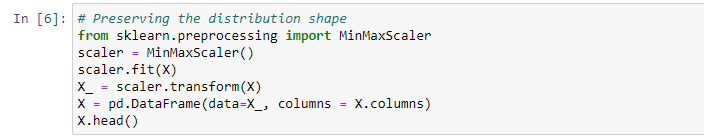 In [6]: # Preserving the distribution shape
from sklearn.preprocessing import MinMaxScaler
scaler = MinMaxScaler()
scaler.fit(X)
X_ = scaler.transform(X)
X = pd.DataFrame(data=X_, columns = X.columns)
X.head()